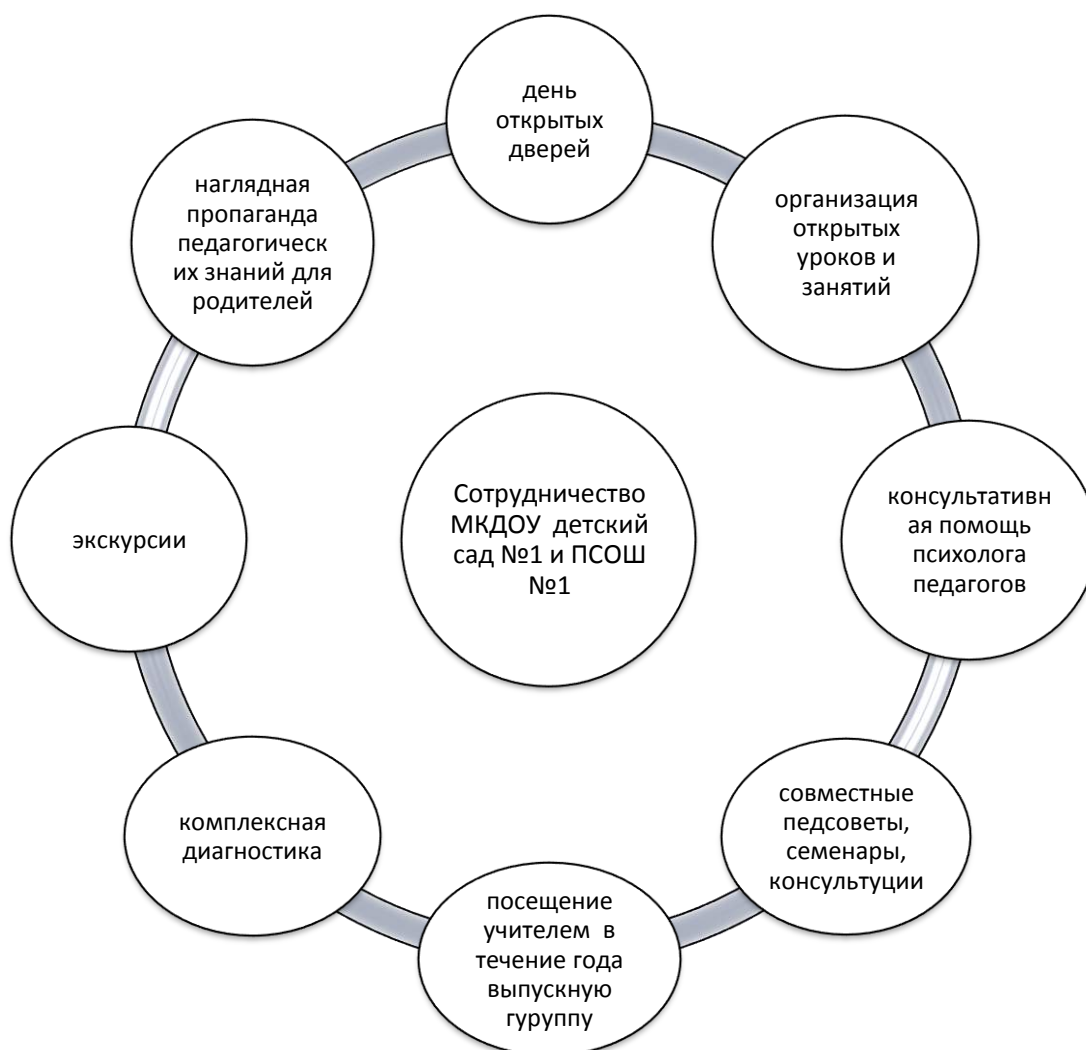 день
открытых
дверей
организация
открытых
уроков и
занятий
консультативн
ая помощь
психолога
педагогов
совместные
педсоветы,
семенары,
консультуции
посещение
учителем в
течение года
выпускную
гуруппу
комплексная
диагностика
экскурсии
наглядная
пропаганда
педагогическ
их знаний для
родителей
Сотрудничество
МКДОУ детский
сад №1 и ПСОШ
№1